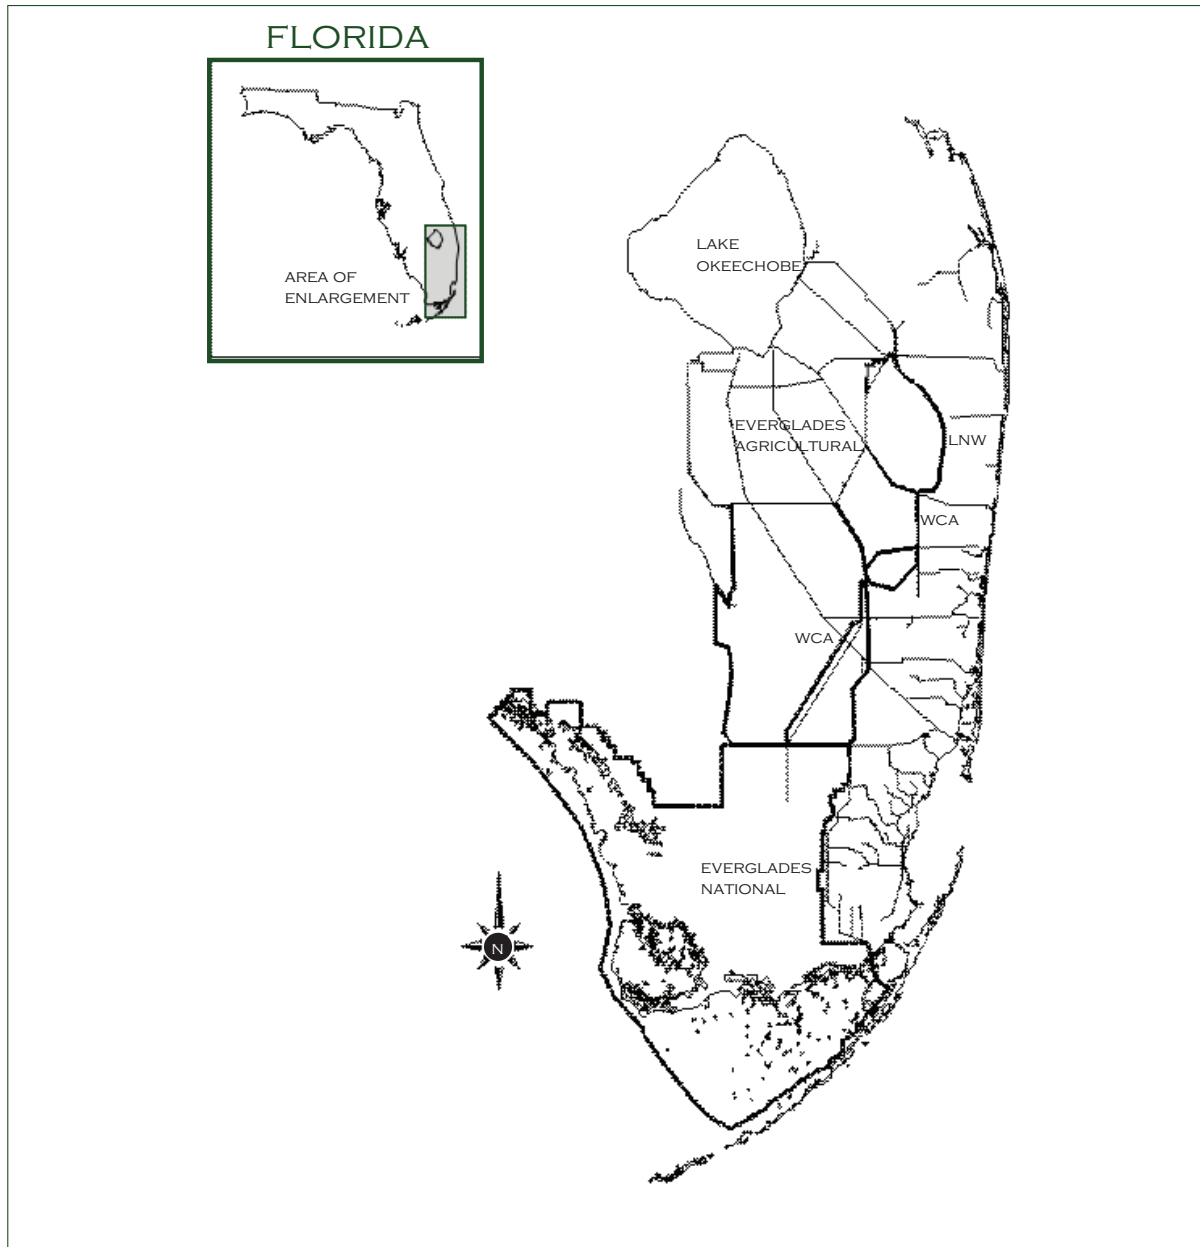 FLORIDA
AREA OF
ENLARGEMENT
LAKE
OKEECHOBE
EVERGLADES
AGRICULTURAL
LNW
WCA
WCA
EVERGLADES
NATIONAL
N